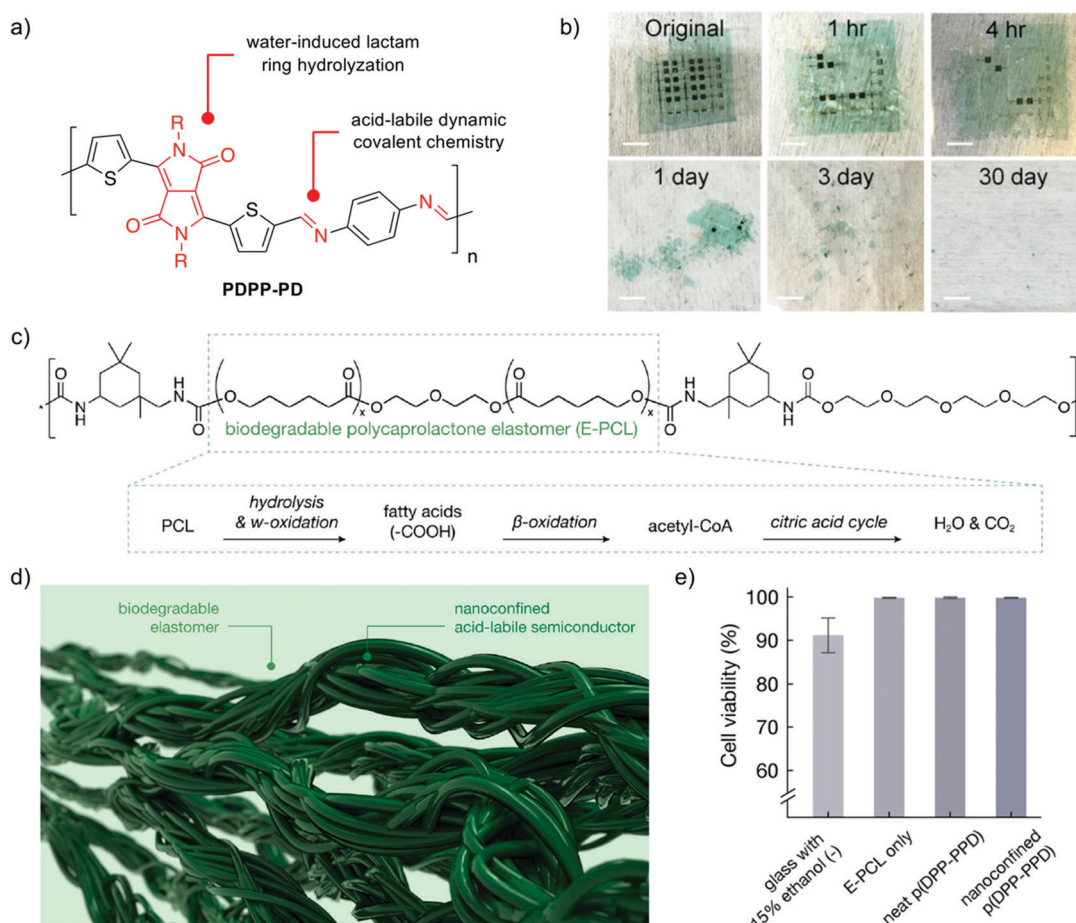 a)
water-induced lactam
ring hydrolyzation
acid-labile dynamic
covalent chemistry
R
N
O
S
O
N
R
S
N
N
n
PDPP-PD
b)
Original
1 hr
4 hr
1 day
3 day
30 day
c)
O
N
H
H
N
O
O
O
x
O
O
O
O
x
O
O
N
H
H
N
O
O
O
O
O
O
*
biodegradable polycaprolactone elastomer (E-PCL)
PCL
hydrolysis
& w-oxidation
fatty acids
(-COOH)
β-oxidation
acetyl-CoA
citric acid cycle
H₂O & CO₂
d)
biodegradable
elastomer
nanoconfined
acid-labile semiconductor
e)
Cell viability (%)
100
90
80
70
60
glass with
15% ethanol (-)
E-PCL only
neat p(DPP-PPD)
nanoconfined
p(DPP-PPD)